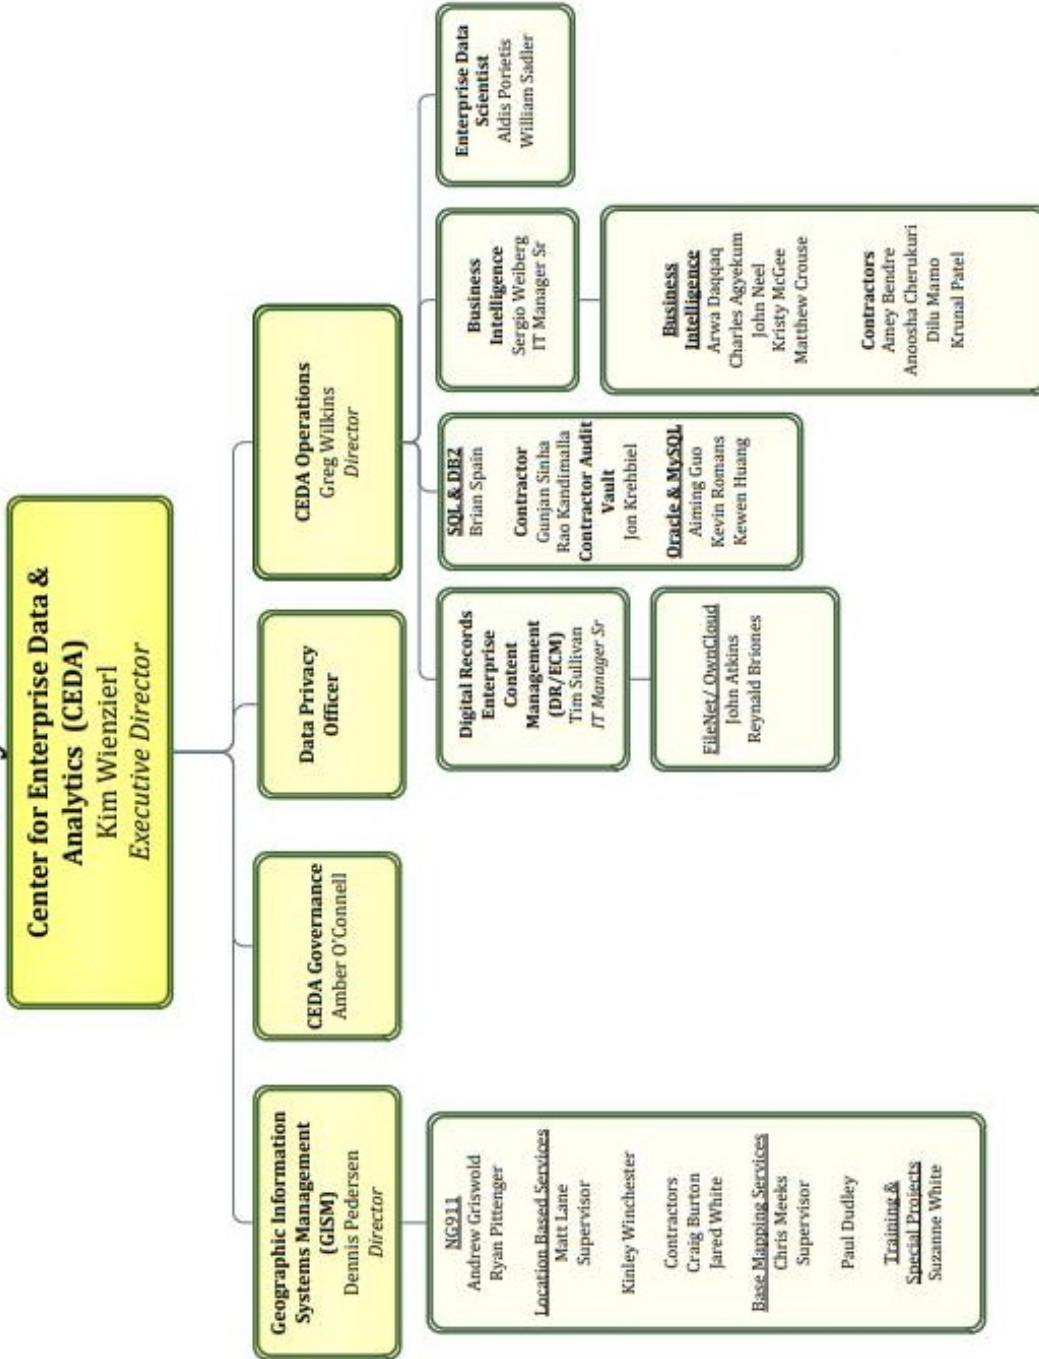 Center for Enterprise Data &
Analytics (CEDA)
Kim Wienzierl
Executive Director
Geographic Information
Systems Management
(GISM)
Dennis Pedersen
Director
CEDA Governance
Amber O'Connell
Data Privacy
Officer
CEDA Operations
Greg Wilkins
Director
NG911
Andrew Griswold
Ryan Pittenger
Location Based Services
Matt Lane
Supervisor
Kinley Winchester
Contractors
Craig Burton
Jared White
Base Mapping Services
Chris Meeks
Supervisor
Paul Dudley
Training &
Special Projects
Suzanne White
Digital Records
Enterprise
Content
Management
(DR/ECM)
Tim Sullivan
IT Manager Sr
FileNet/ OwnCloud
John Atkins
Reynald Briones
SQL & DB2
Brian Spain
Contractor
Gunjan Sinha
Rao Kandimalla
Contractor Audit
Vault
Jon Krehbiel
Oracle & MySQL
Aiming Guo
Kevin Romans
Kewen Huang
Business
Intelligence
Sergio Weiberg
IT Manager Sr
Business
Intelligence
Arwa Daqqaq
Charles Agyekum
John Neel
Kristy McGee
Matthew Crouse
Contractors
Amey Bendre
Anoosha Cherukuri
Dilu Mamo
Krunal Patel
Enterprise Data
Scientist
Aldis Porietis
William Sadler